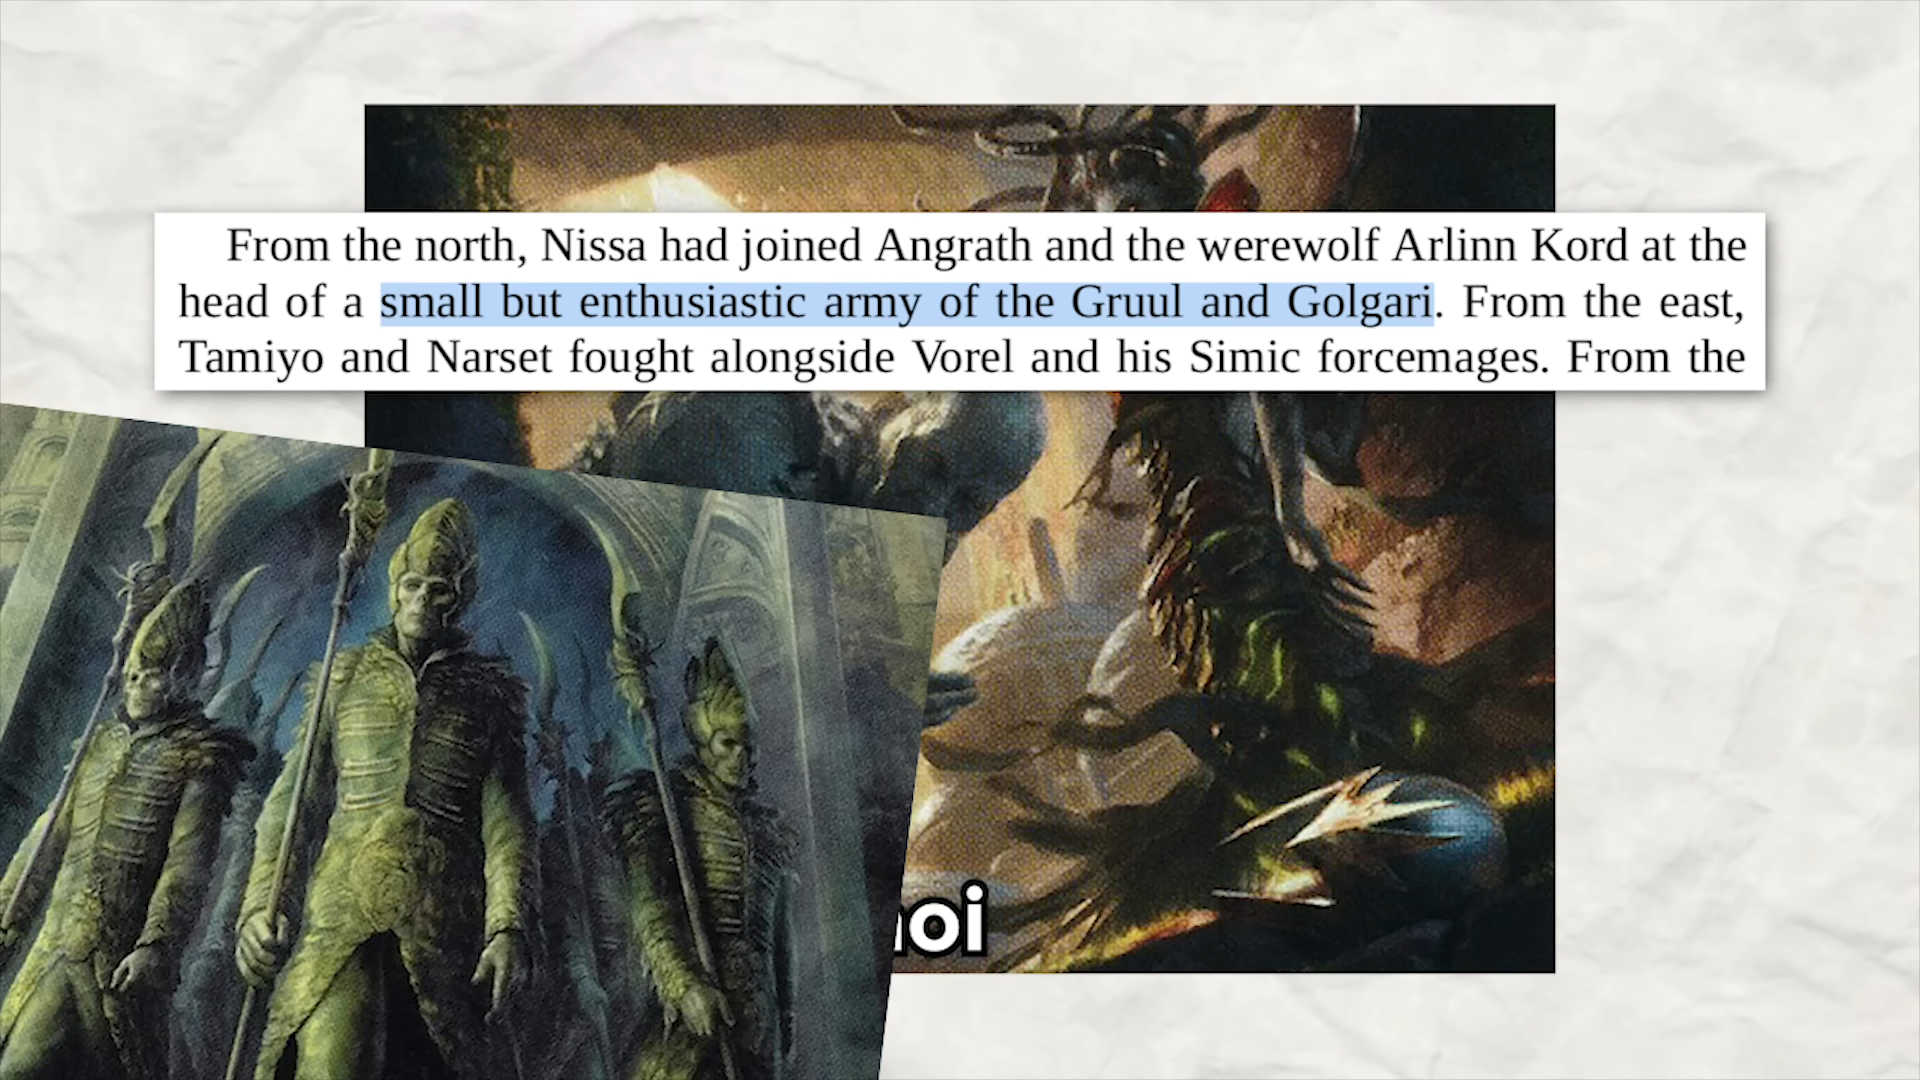 From the north, Nissa had joined Angrath and the werewolf Arlinn Kord at the
head of a small but enthusiastic army of the Gruul and Golgari. From the east,
Tamiyo and Narset fought alongside Vorel and his Simic forcemages. From the